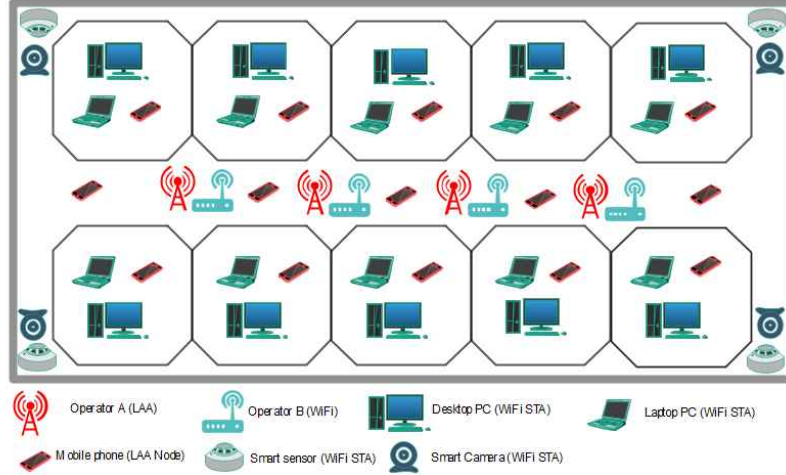 Operator A (LAA)
Operator B (WiFi)
Desktop PC (WiFi STA)
Laptop PC (WiFi STA)
Mobile phone (LAA Node)
Smart sensor (WiFi STA)
Smart Camera (WiFi STA)